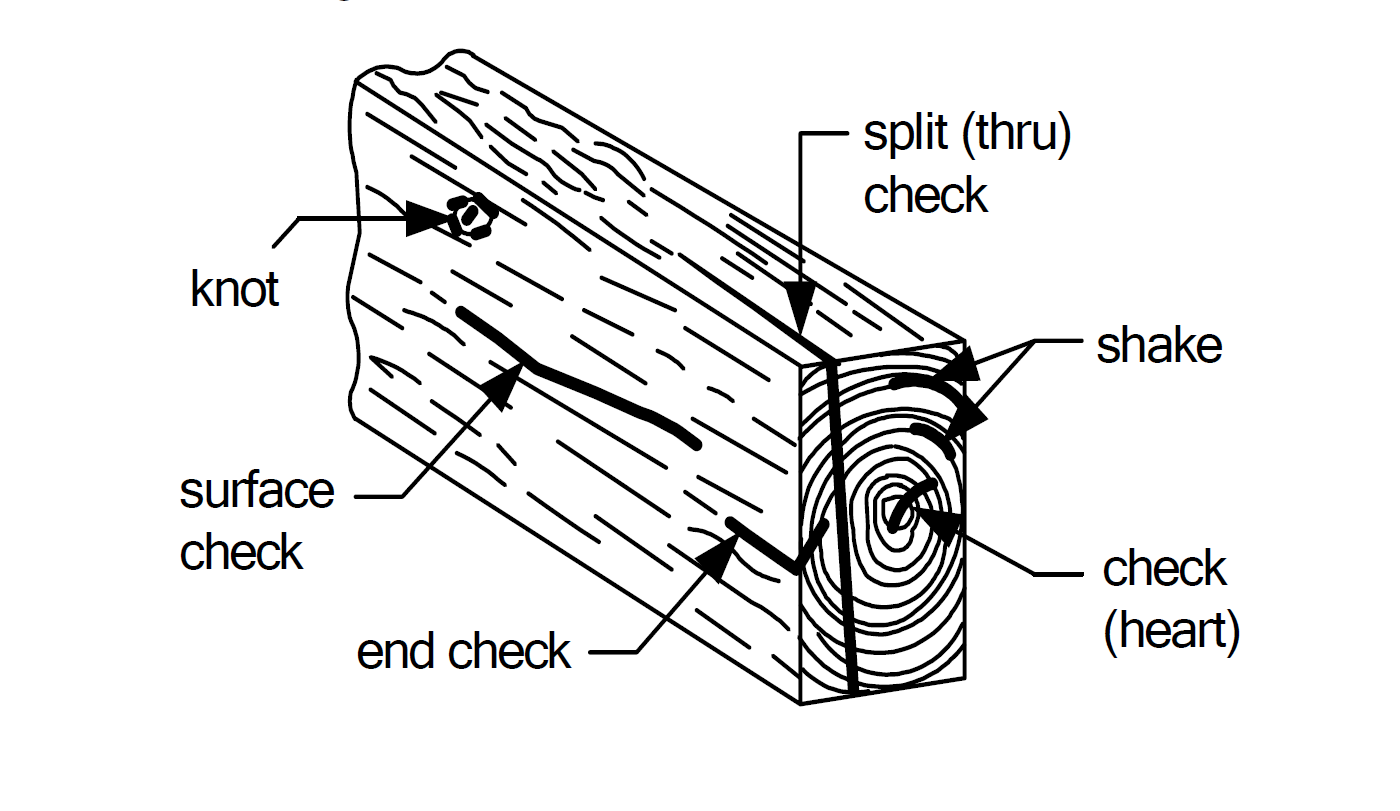 split (thru)
check
knot
shake
surface
check
check
(heart)
end check